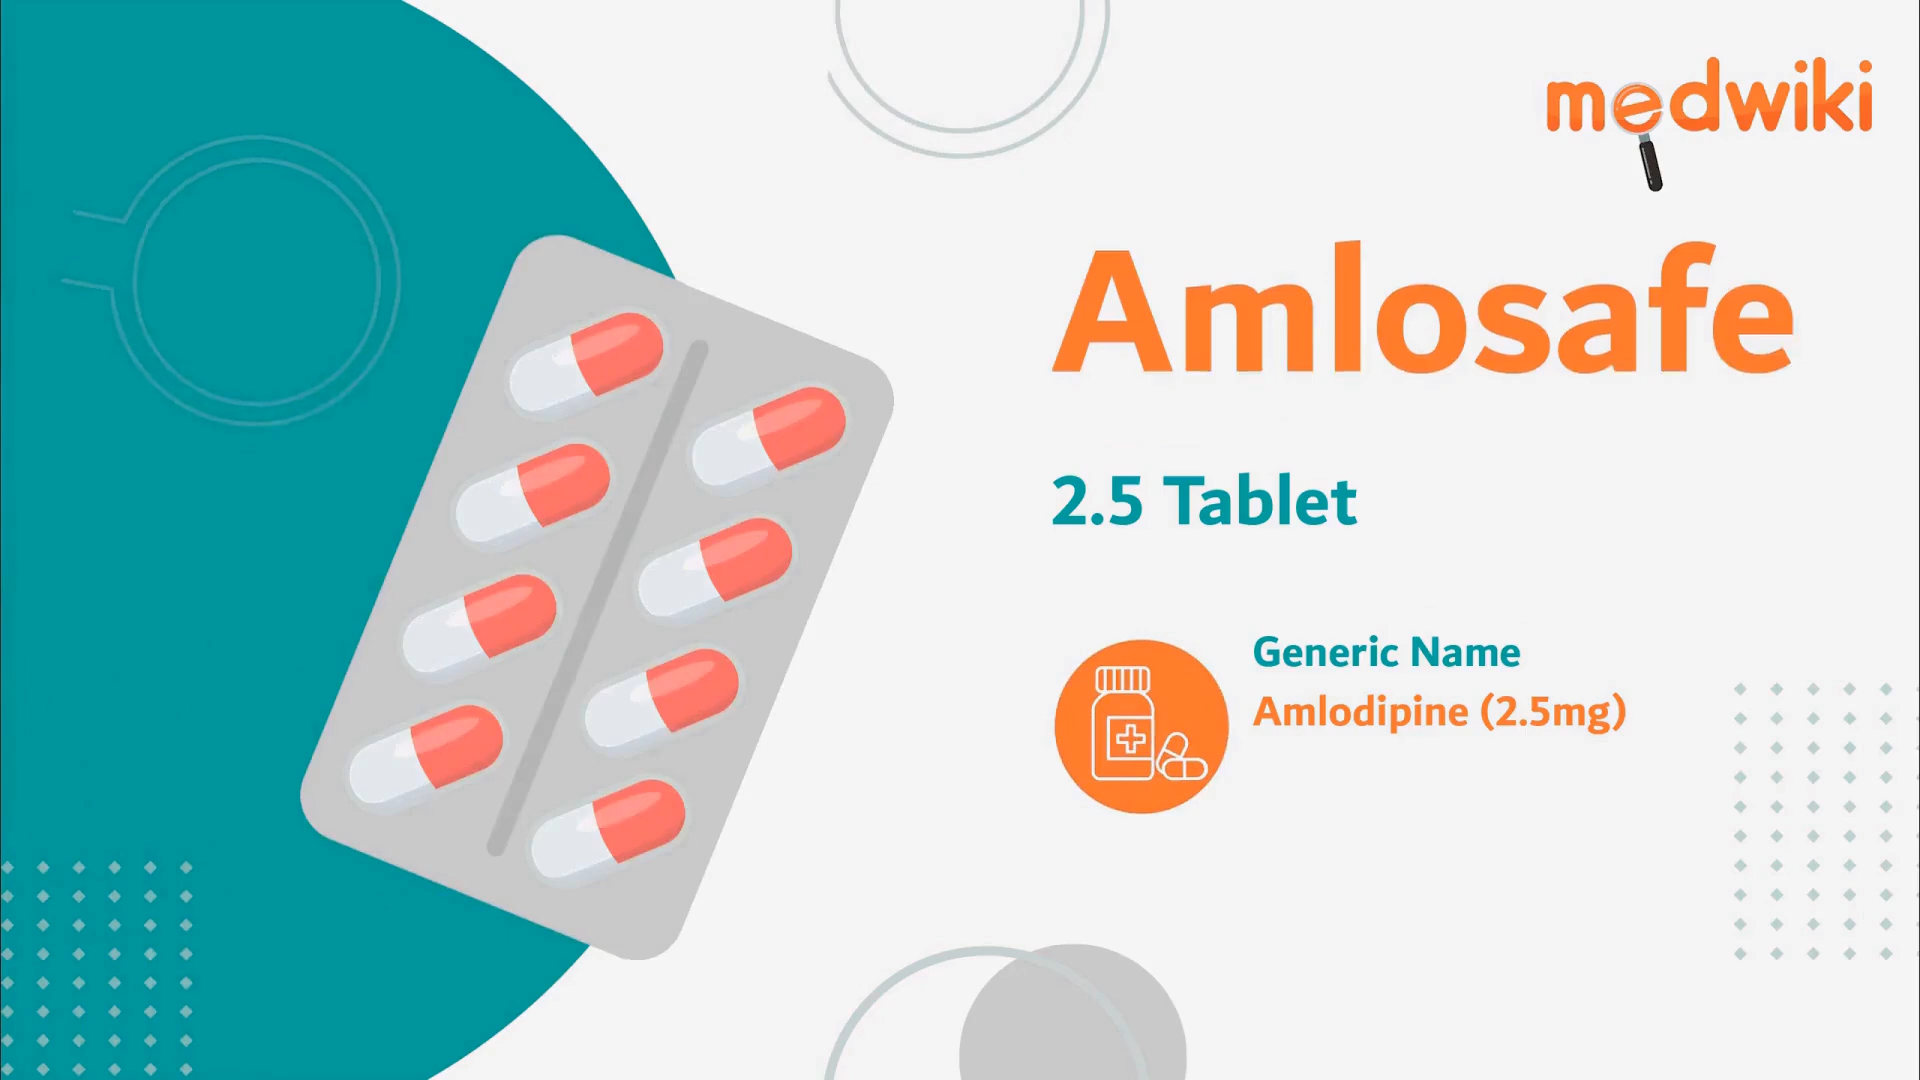 medwiki
Amlosafe
2.5 Tablet
Generic Name
Amlodipine (2.5mg)